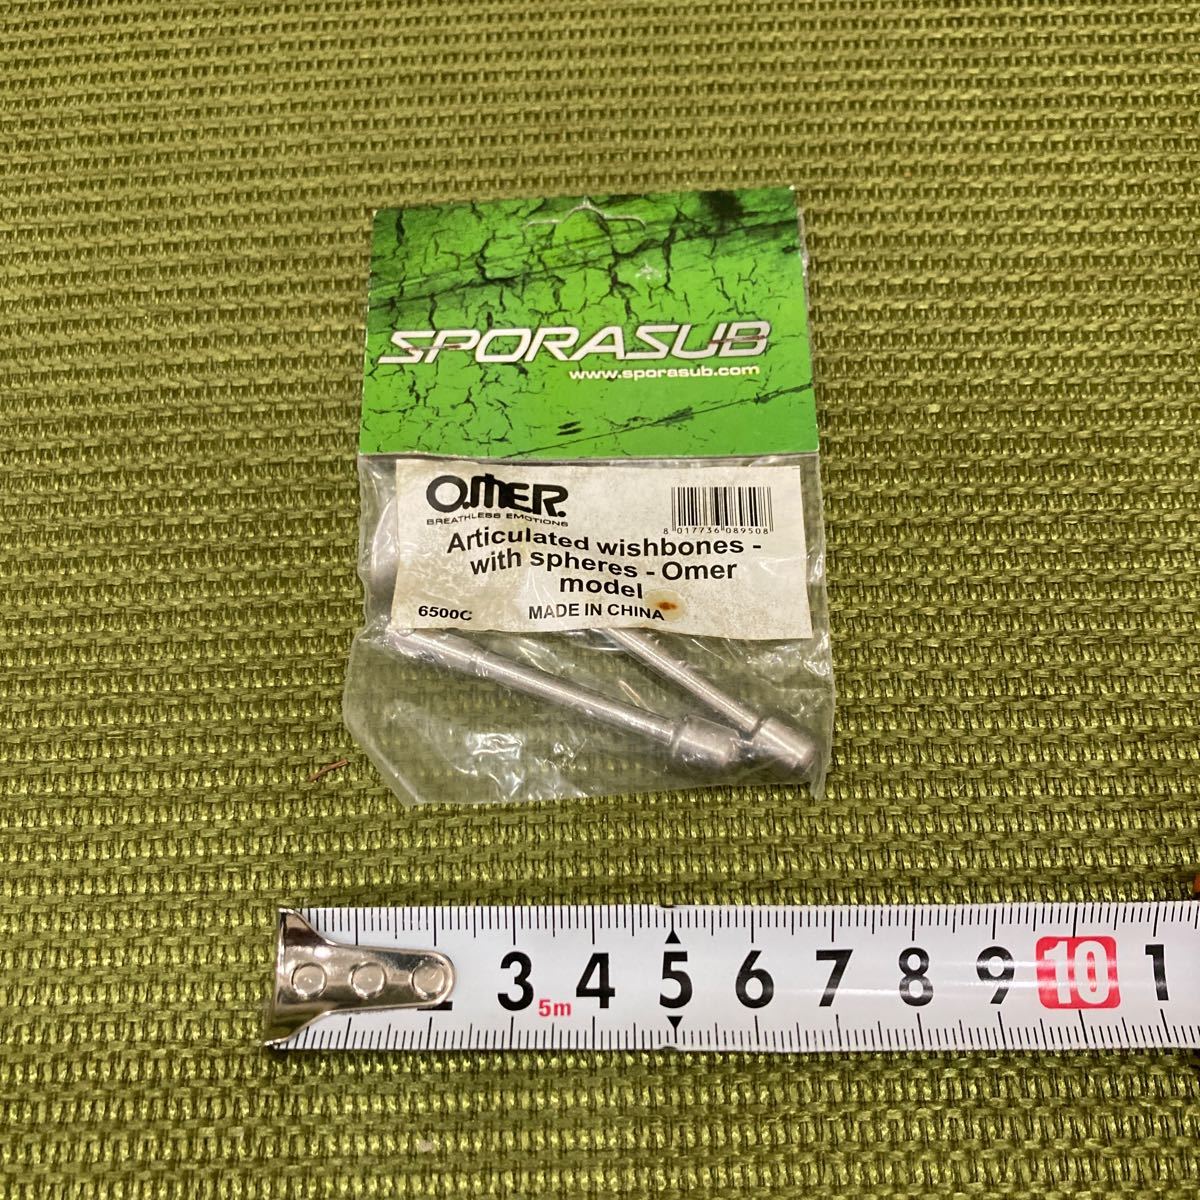 SPORASUB
www.sporasub.com
OMER.
BREATHLESS EMOTIONS
8 017736 089508
Articulated wishbones -
with spheres - Omer
model
6500C MADE IN CHINA
2 3 4 5 6 7 8 9 10 1
5m